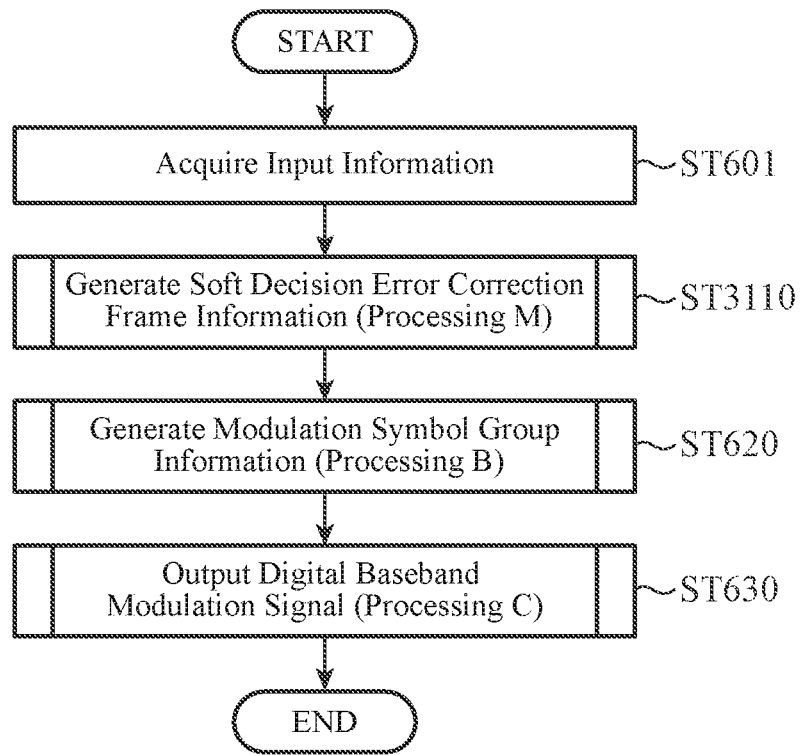 START
Acquire Input Information
ST601
Generate Soft Decision Error Correction
Frame Information (Processing M)
ST3110
Generate Modulation Symbol Group
Information (Processing B)
ST620
Output Digital Baseband
Modulation Signal (Processing C)
ST630
END